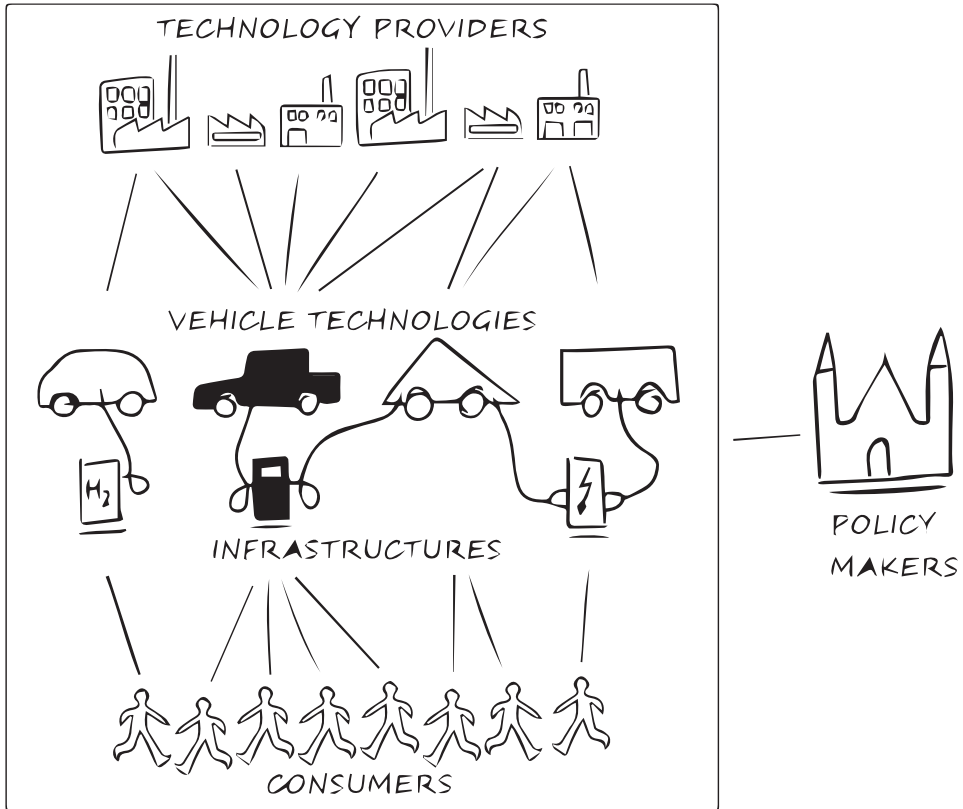 TECHNOLOGY PROVIDERS
VEHICLE TECHNOLOGIES
H2
INFRASTRUCTURES
POLICY
MAKERS
CONSUMERS